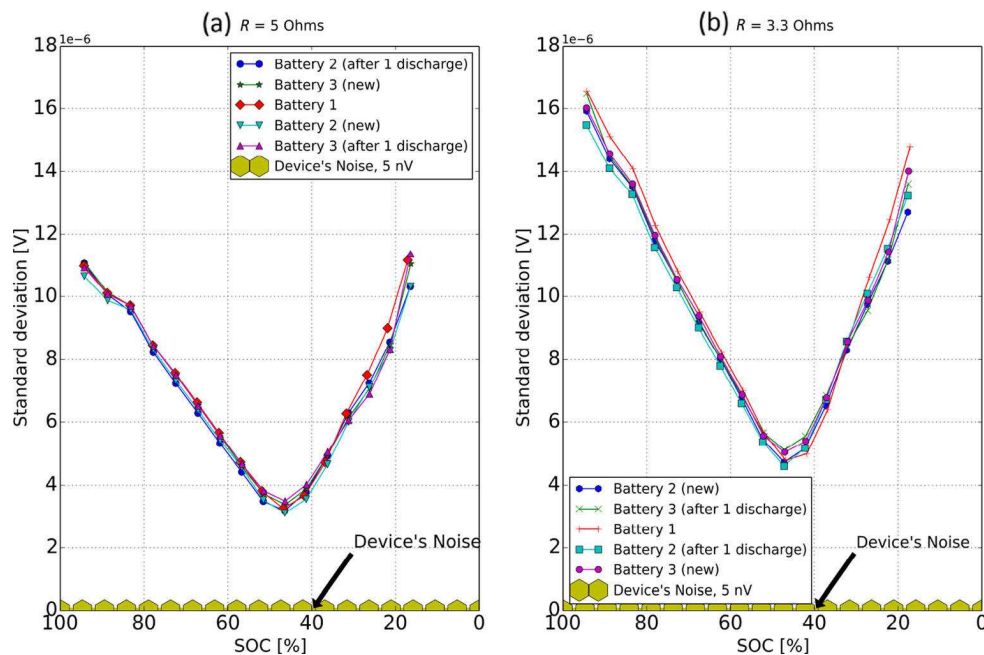 (a) R = 5 Ohms
1e-6
18
16
14
12
10
8
6
4
2
0
Standard deviation [V]
Battery 2 (after 1 discharge)
Battery 3 (new)
Battery 1
Battery 2 (new)
Battery 3 (after 1 discharge)
Device's Noise, 5 nV
Device's Noise
100 80 60 40 20 0
SOC [%]
(b) R = 3.3 Ohms
1e-6
18
16
14
12
10
8
6
4
2
0
Standard deviation [V]
Battery 2 (new)
Battery 3 (after 1 discharge)
Battery 1
Battery 2 (after 1 discharge)
Battery 3 (new)
Device's Noise, 5 nV
Device's Noise
100 80 60 40 20 0
SOC [%]